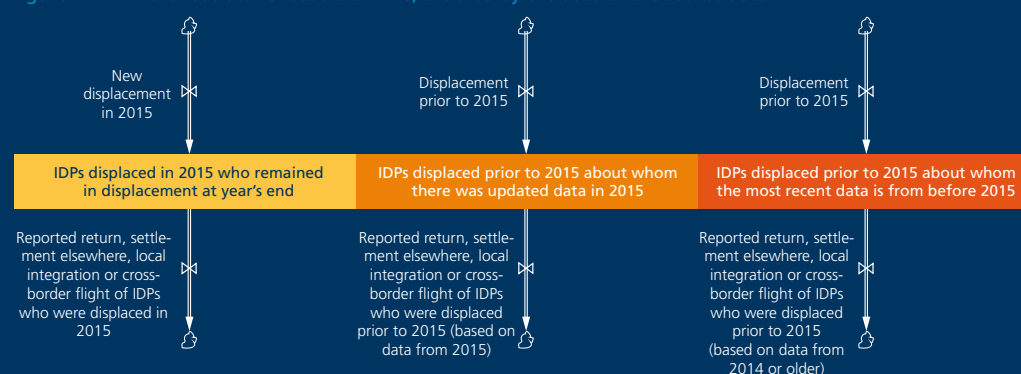 New
displacement
in 2015
Displacement
prior to 2015
Displacement
prior to 2015
IDPs displaced in 2015 who remained
in displacement at year's end
IDPs displaced prior to 2015 about whom
there was updated data in 2015
IDPs displaced prior to 2015 about whom
the most recent data is from before 2015
Reported return, settle-
ment elsewhere, local
integration or cross-
border flight of IDPs
who were displaced in
2015
Reported return, settle-
ment elsewhere, local
integration or cross-
border flight of IDPs
who were displaced
prior to 2015 (based on
data from 2015)
Reported return, settle-
ment elsewhere, local
integration or cross-
border flight of IDPs
who were displaced
prior to 2015
(based on data from
2014 or older)